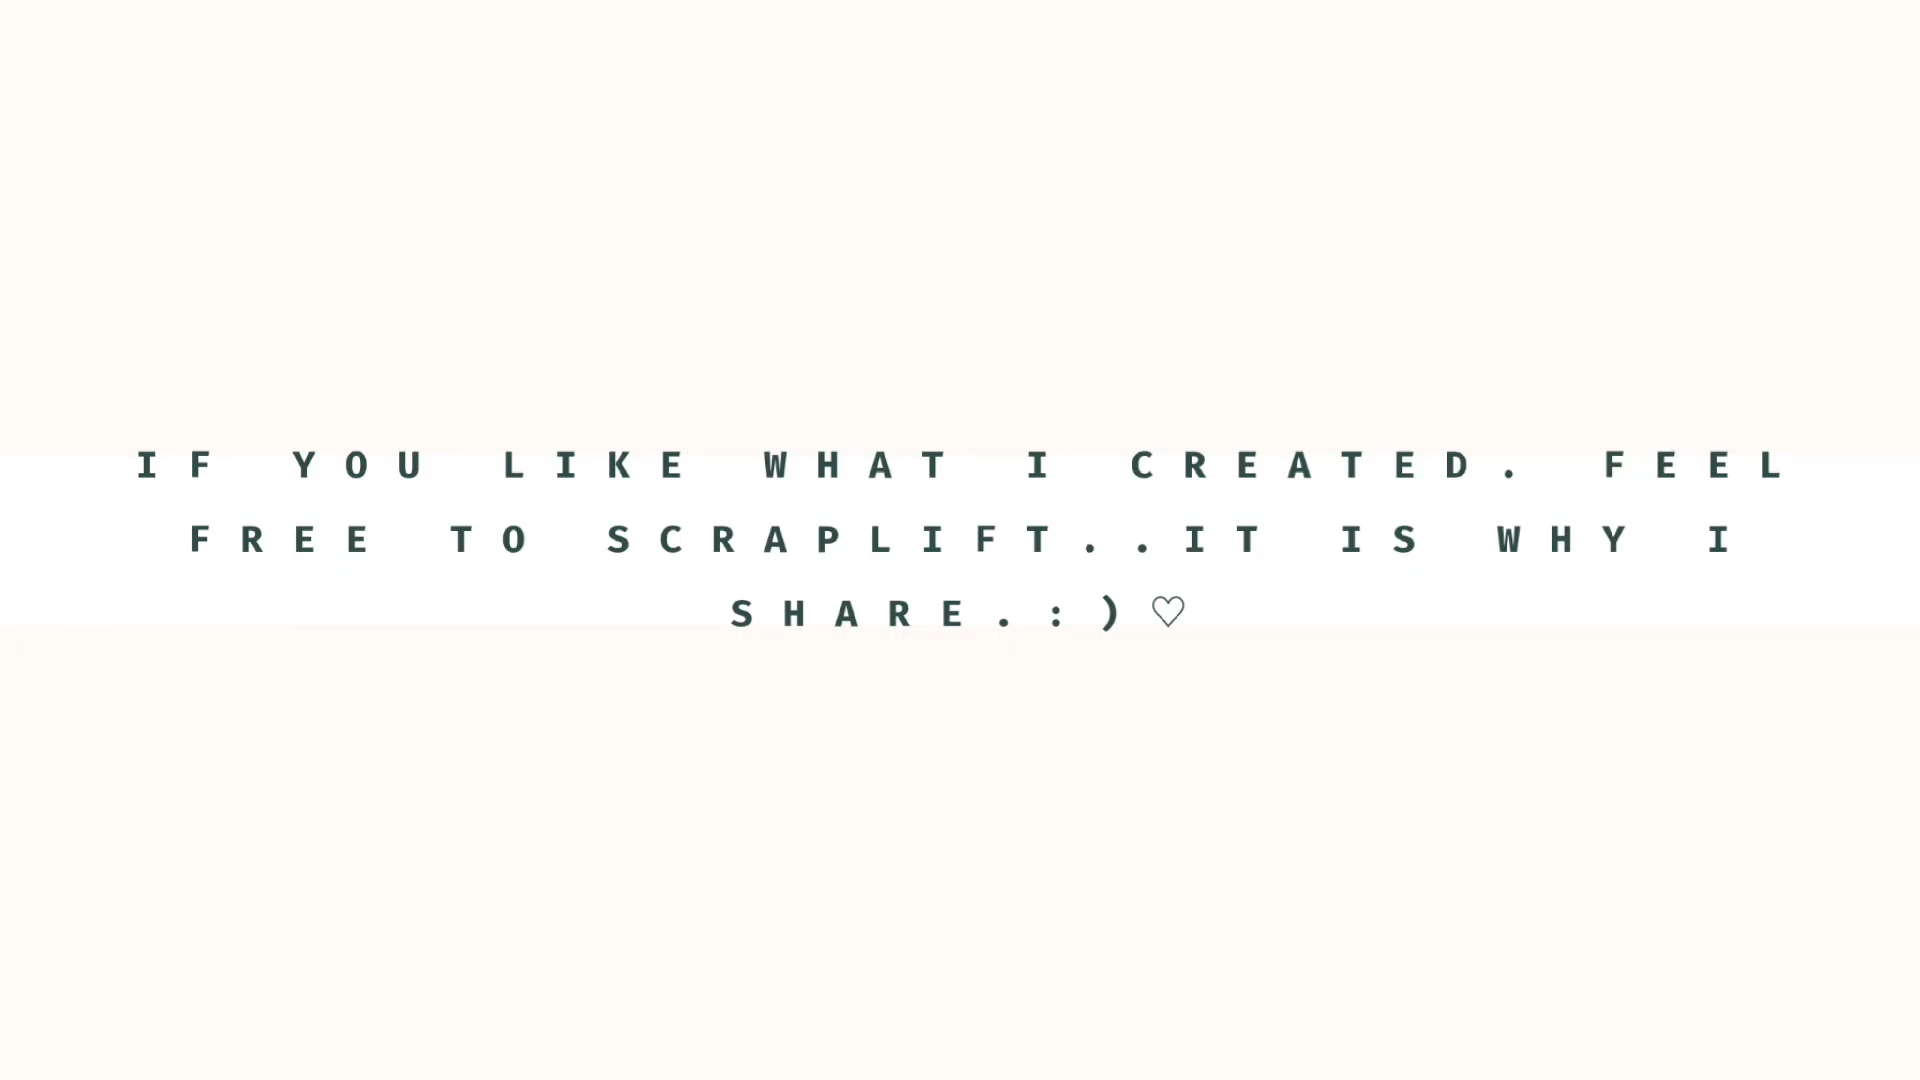 IF YOU LIKE WHAT I CREATED. FEEL
FREE TO SCRAPLIFT..IT IS WHY I
SHARE.:)♡